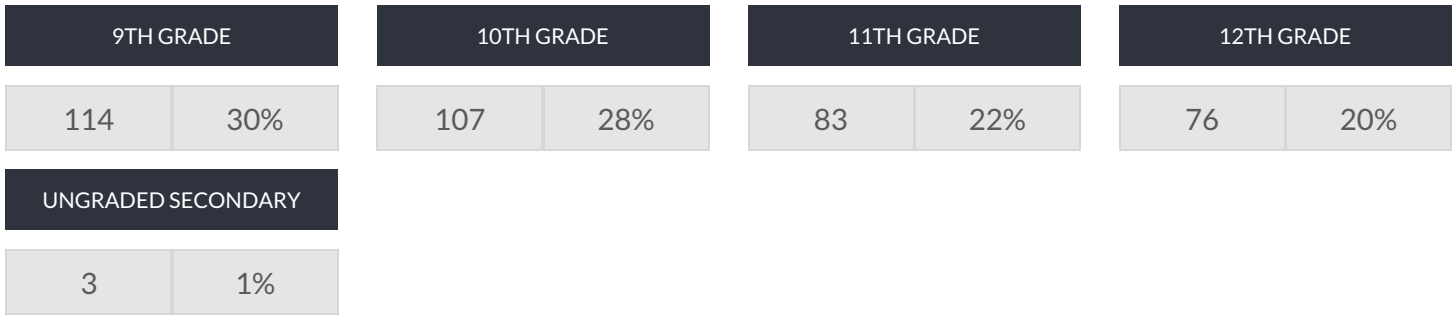 9TH GRADE 10TH GRADE 11TH GRADE 12TH GRADE
114 30% 107 28% 83 22% 76 20%
UNGRADED SECONDARY
3 1%